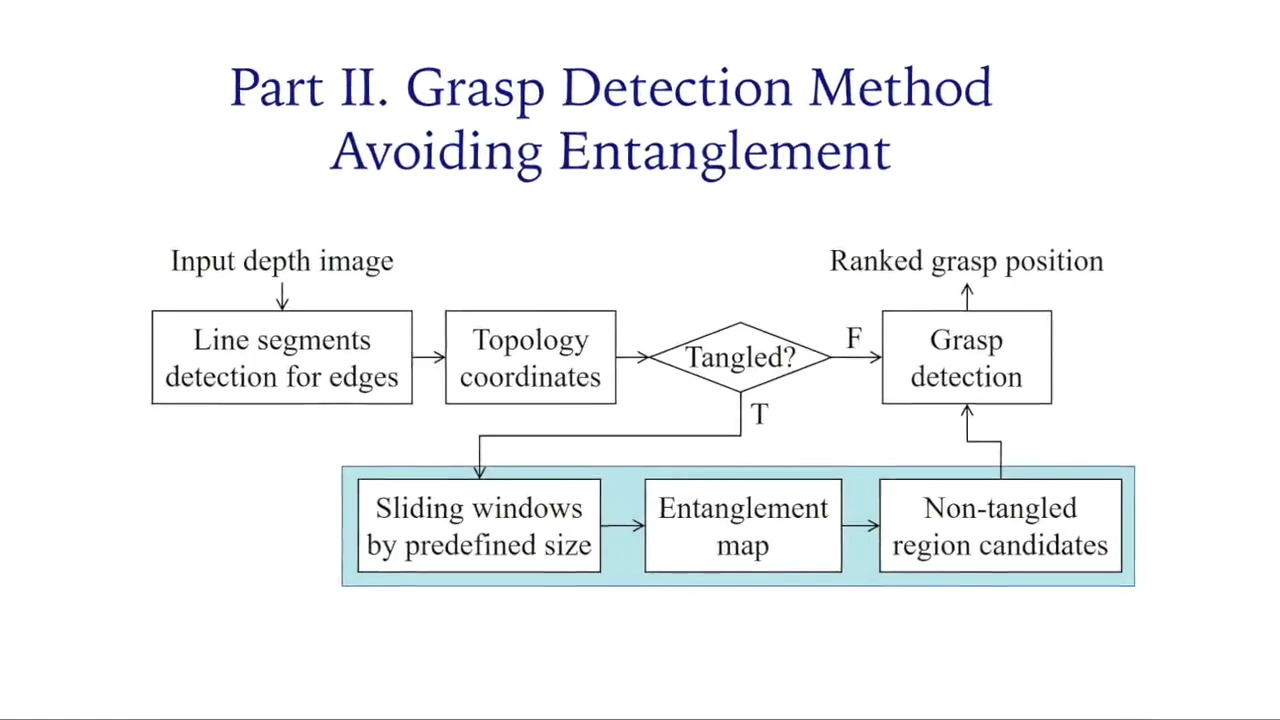 Part II. Grasp Detection Method
Avoiding Entanglement
Input depth image
Ranked grasp position
Line segments
detection for edges
Topology
coordinates
Tangled?
F
Grasp
detection
T
Sliding windows
by predefined size
Entanglement
map
Non-tangled
region candidates